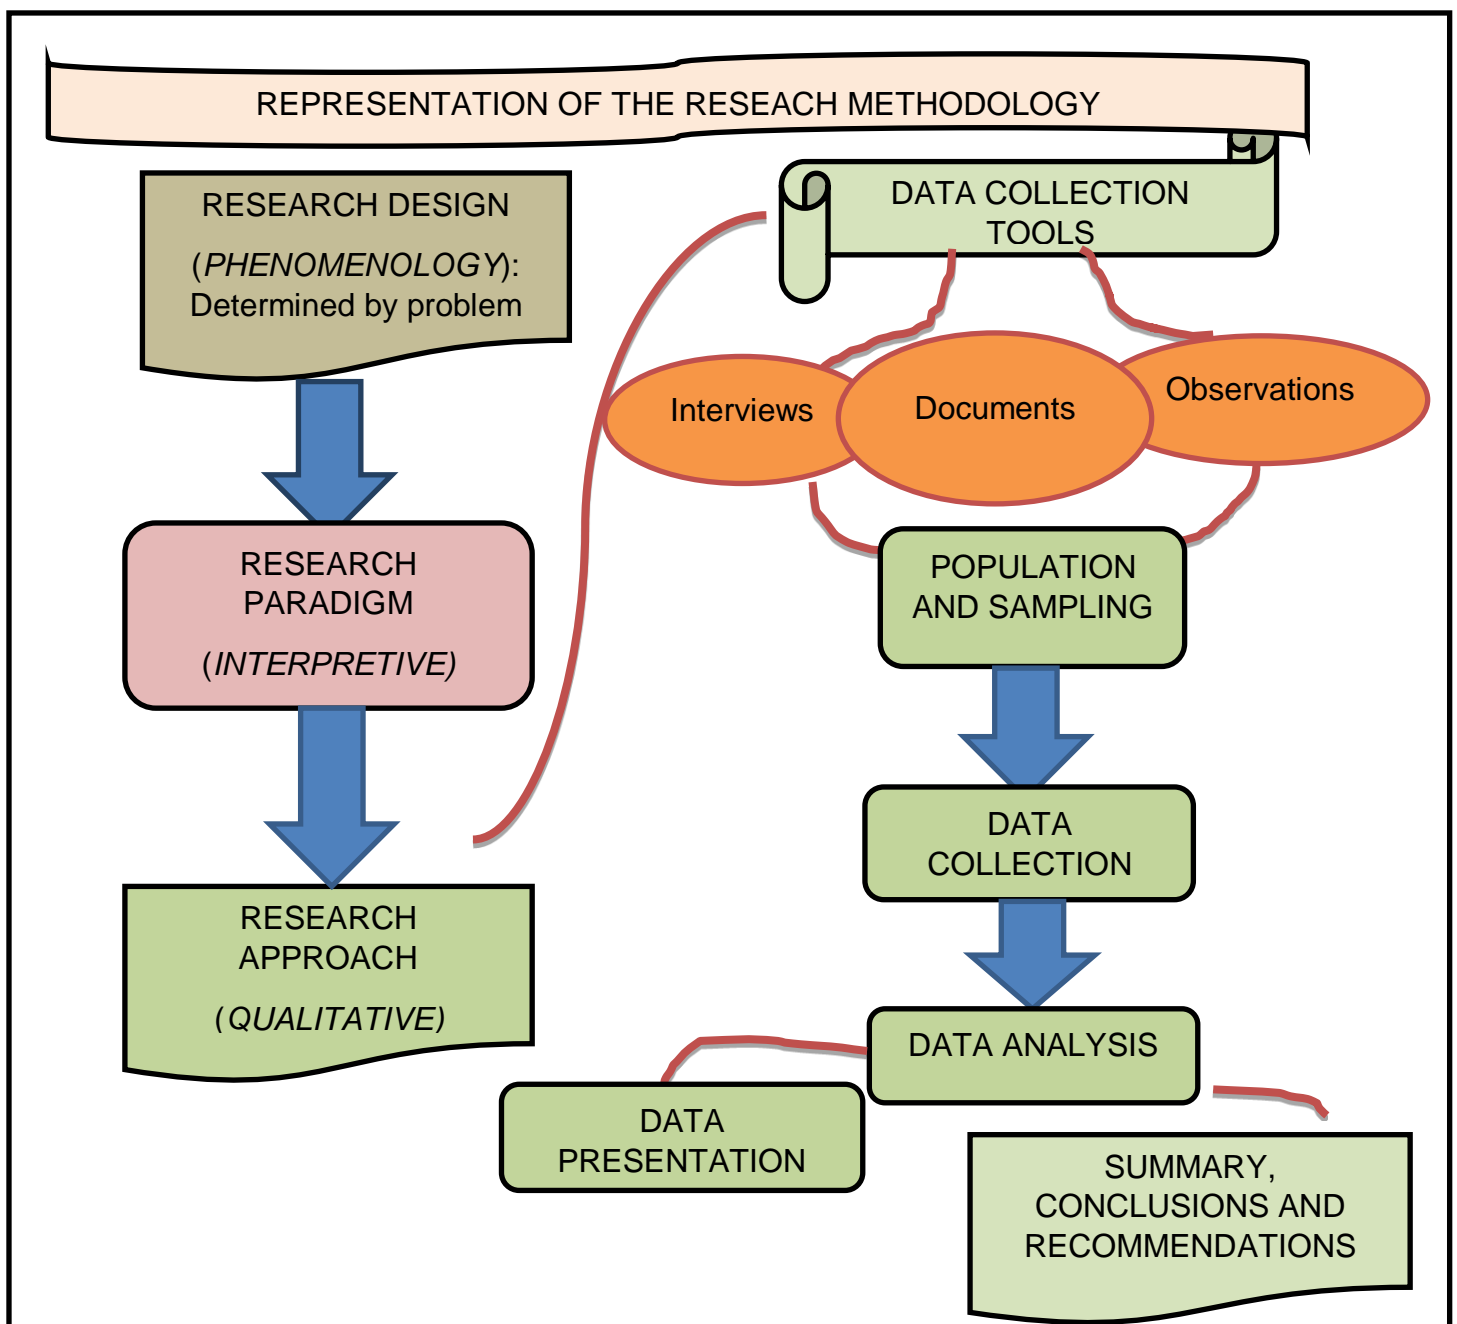 REPRESENTATION OF THE RESEACH METHODOLOGY
RESEARCH DESIGN
(PHENOMENOLOGY):
Determined by problem
RESEARCH
PARADIGM
(INTERPRETIVE)
RESEARCH
APPROACH
(QUALITATIVE)
DATA COLLECTION
TOOLS
Interviews
Documents
Observations
POPULATION
AND SAMPLING
DATA
COLLECTION
DATA ANALYSIS
DATA
PRESENTATION
SUMMARY,
CONCLUSIONS AND
RECOMMENDATIONS